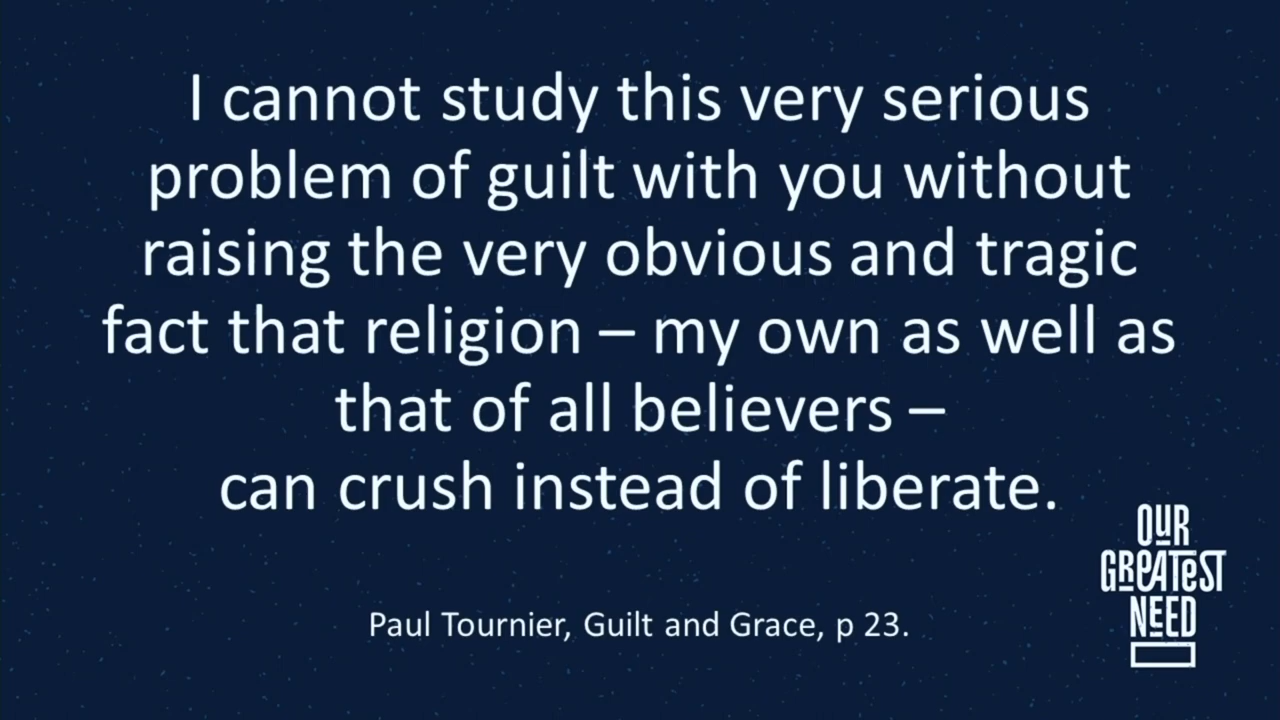 I cannot study this very serious
problem of guilt with you without
raising the very obvious and tragic
fact that religion – my own as well as
that of all believers –
can crush instead of liberate.
Paul Tournier, Guilt and Grace, p 23.
OUR
GREATEST
NEED